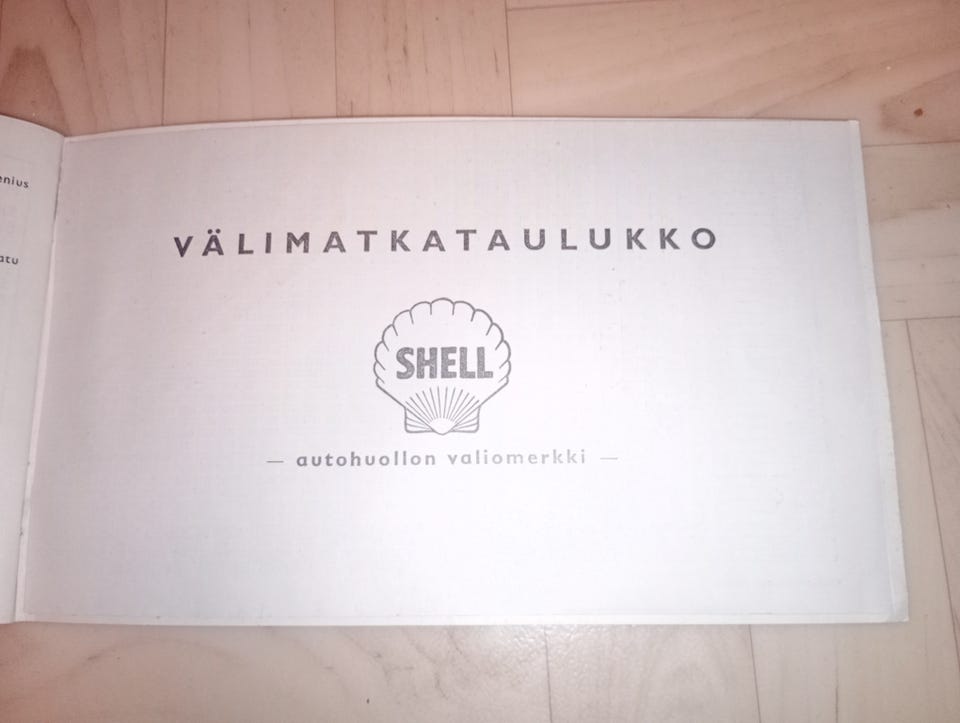 VÄLIMATKATAULUKKO
SHELL
— autohuollon valiomerkki —